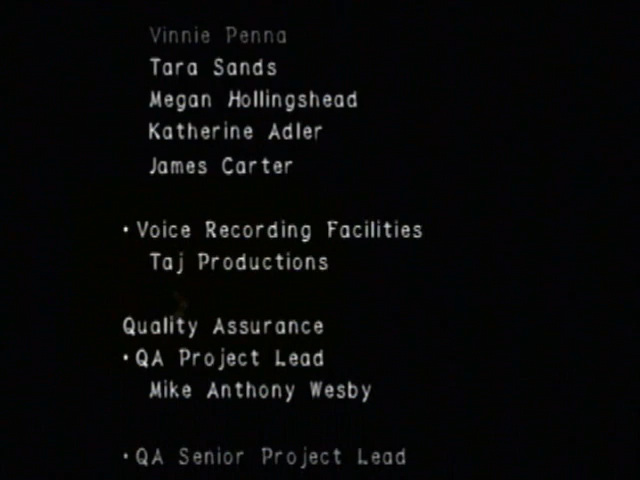 Vinnie Penna
Tara Sands
Megan Hollingshead
Katherine Adler
James Carter
•Voice Recording Facilities
Taj Productions
Quality Assurance
•QA Project Lead
Mike Anthony Wesby
•QA Senior Project Lead